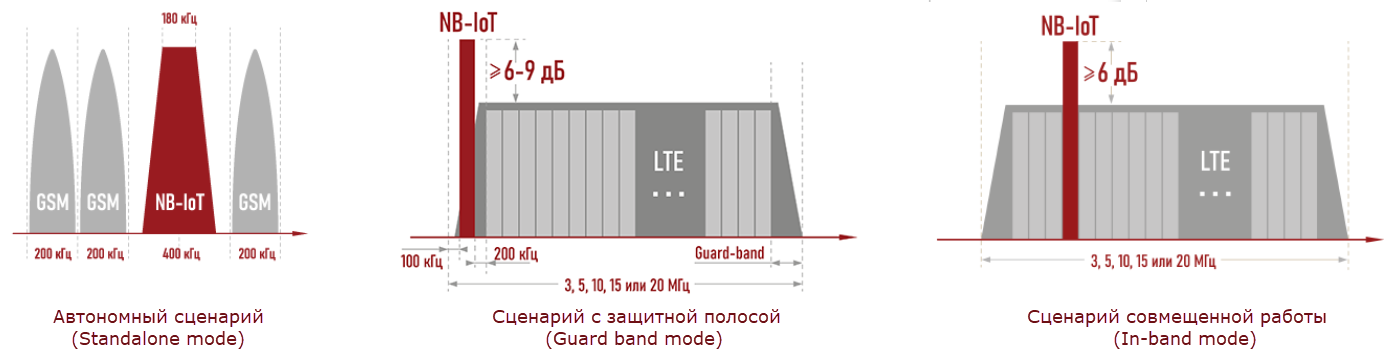 180 кГц
GSM
GSM
NB-IoT
GSM
200 кГц
200 кГц
400 кГц
200 кГц
Автономный сценарий
(Standalone mode)
NB-IoT
⩾6-9 дБ
LTE
...
100 кГц
200 кГц
Guard-band
3, 5, 10, 15 или 20 МГц
Сценарий с защитной полосой
(Guard band mode)
NB-IoT
⩾6 дБ
LTE
...
3, 5, 10, 15 или 20 МГц
Сценарий совмещенной работы
(In-band mode)